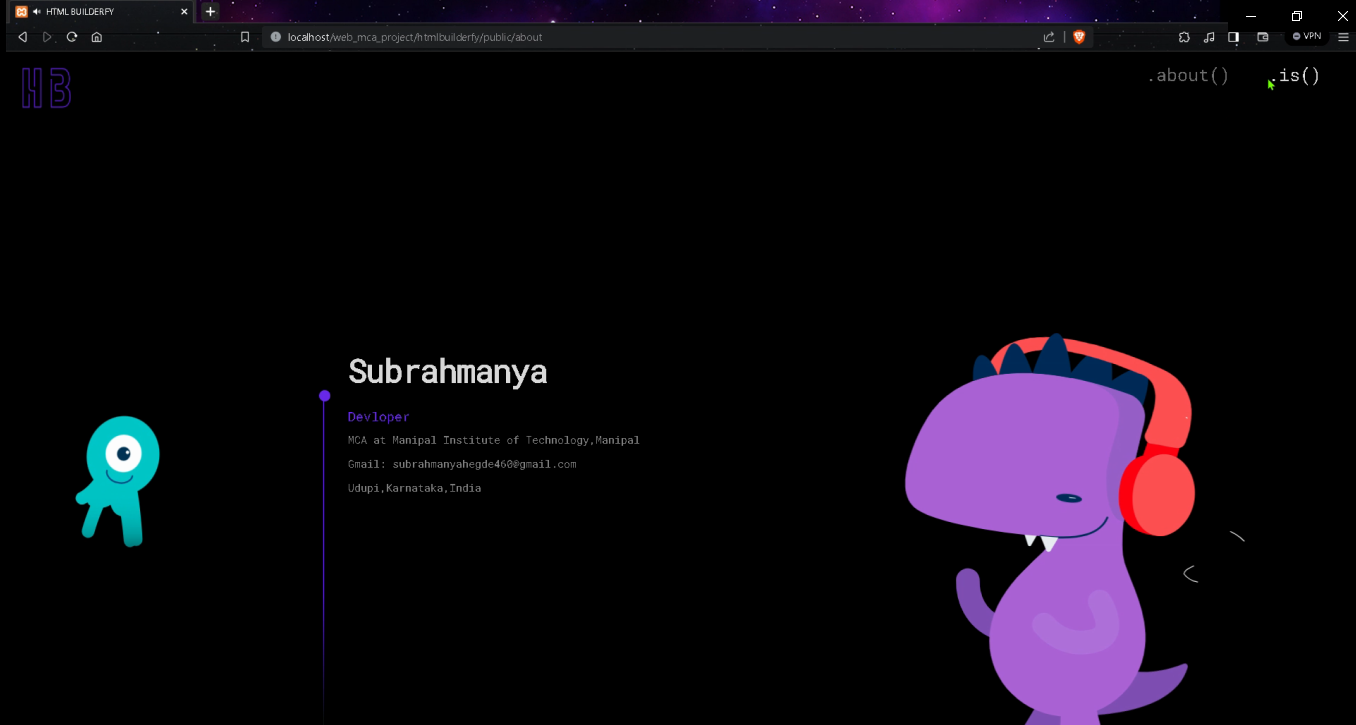 HTML BUILDERFY
localhost/web_mca_project/htmlbuilderfy/public/about
VPN
HB
.about()
.is()
Subrahmanya
Devloper
MCA at Manipal Institute of Technology,Manipal
Gmail: subrahmanyahegde460@gmail.com
Udupi,Karnataka,India